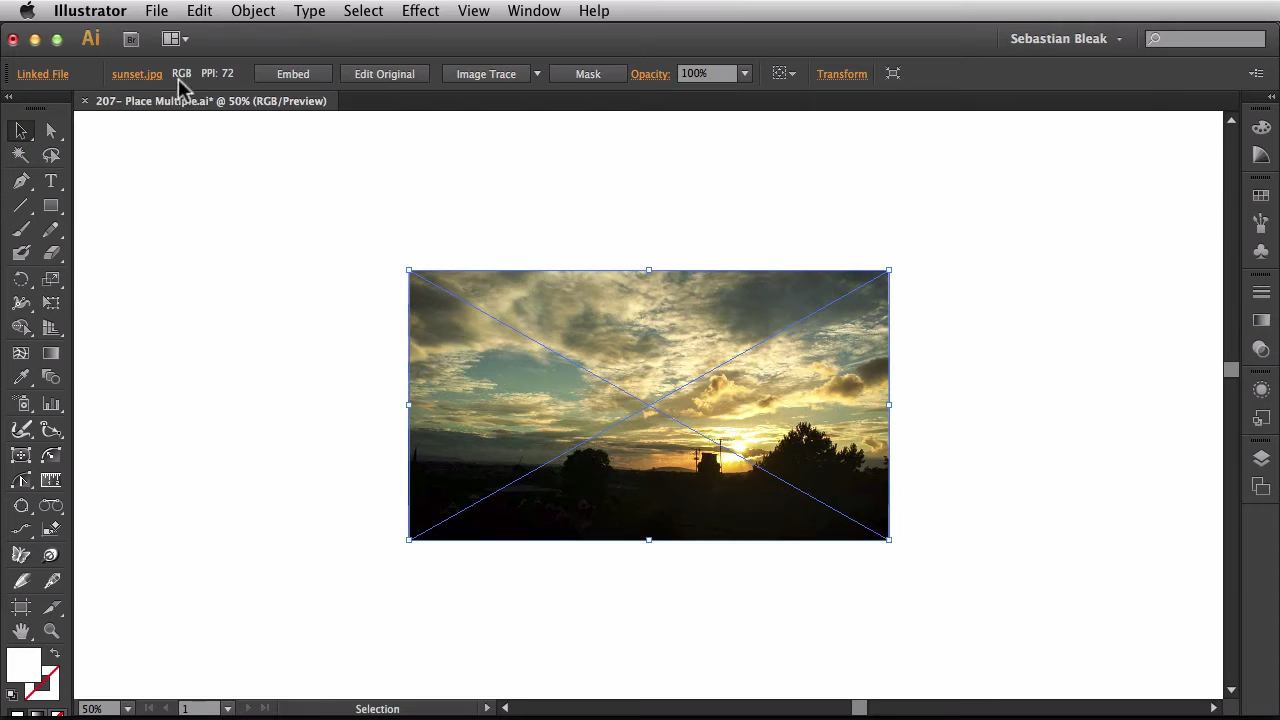 Illustrator File Edit Object Type Select Effect View Window Help
Ai Br Sebastian Bleak
Linked File sunset.jpg RGB PPI: 72 Embed Edit Original Image Trace Mask Opacity: 100% Transform
× 207- Place Multiple.ai* @ 50% (RGB/Preview)
T
50% 1 Selection